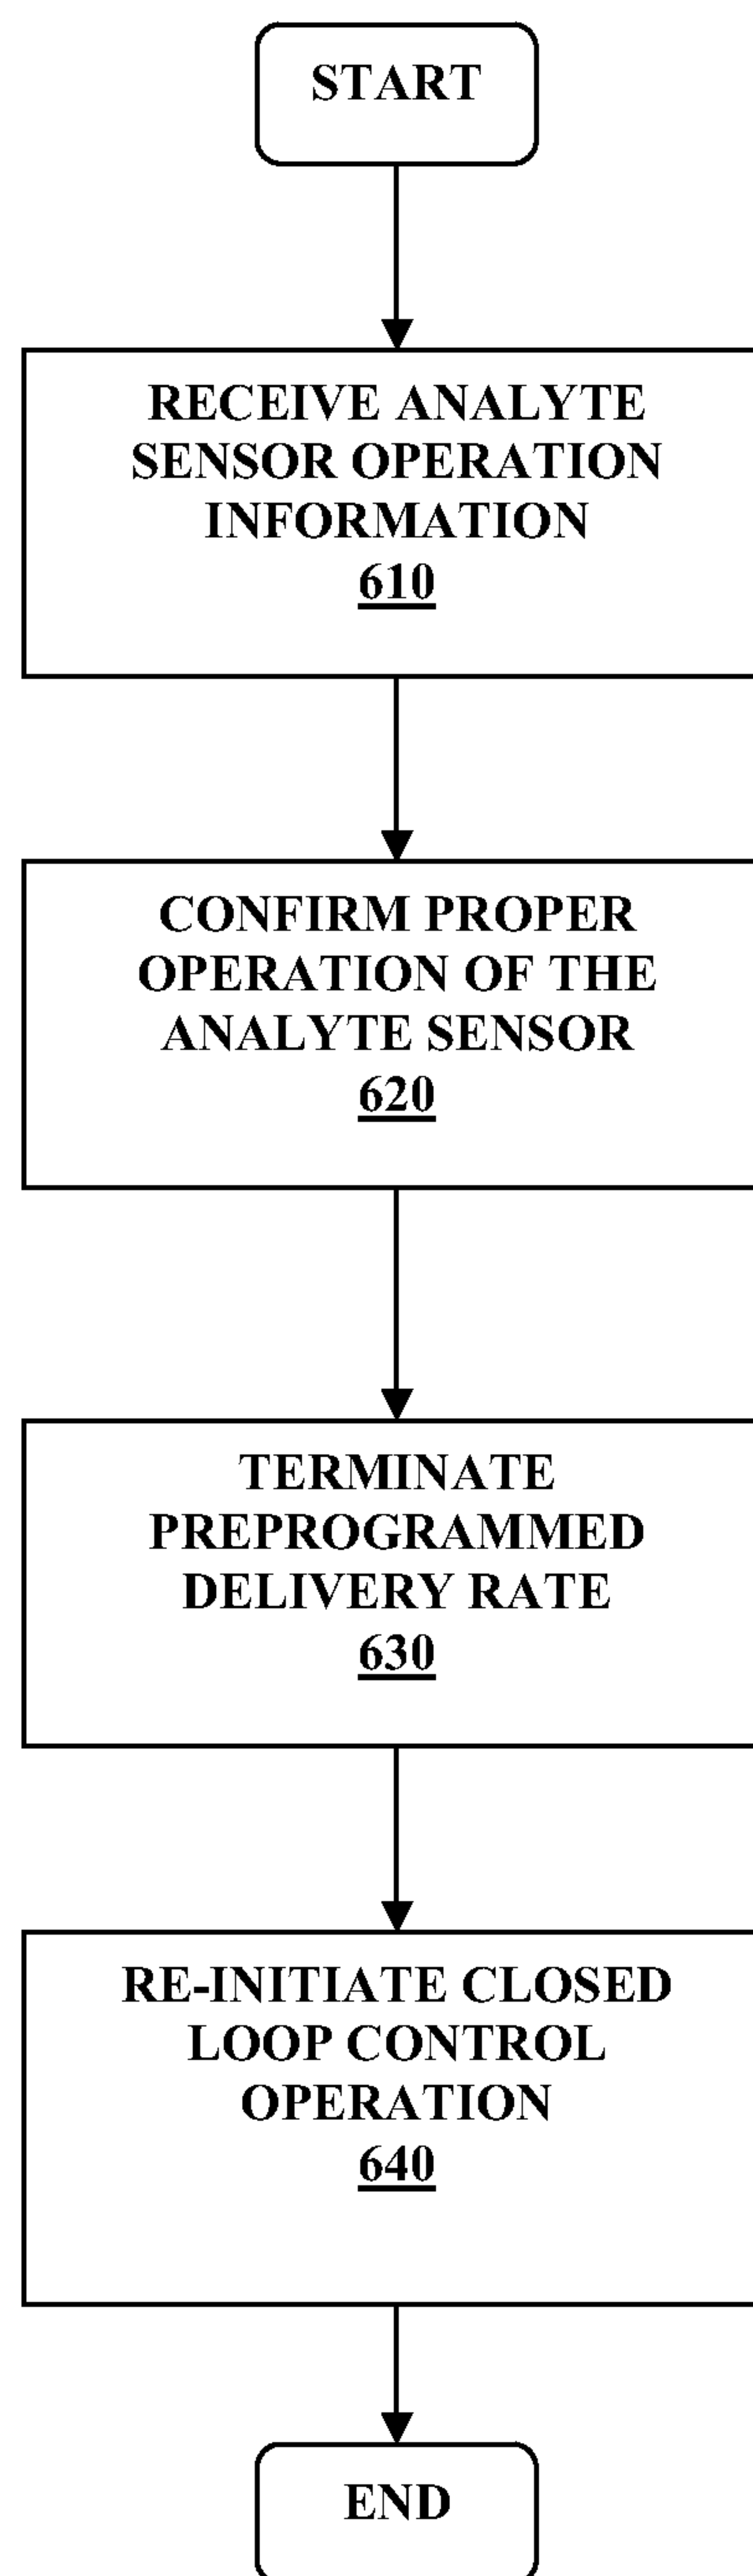 START
RECEIVE ANALYTE
SENSOR OPERATION
INFORMATION
610
CONFIRM PROPER
OPERATION OF THE
ANALYTE SENSOR
620
TERMINATE
PREPROGRAMMED
DELIVERY RATE
630
RE-INITIATE CLOSED
LOOP CONTROL
OPERATION
640
END